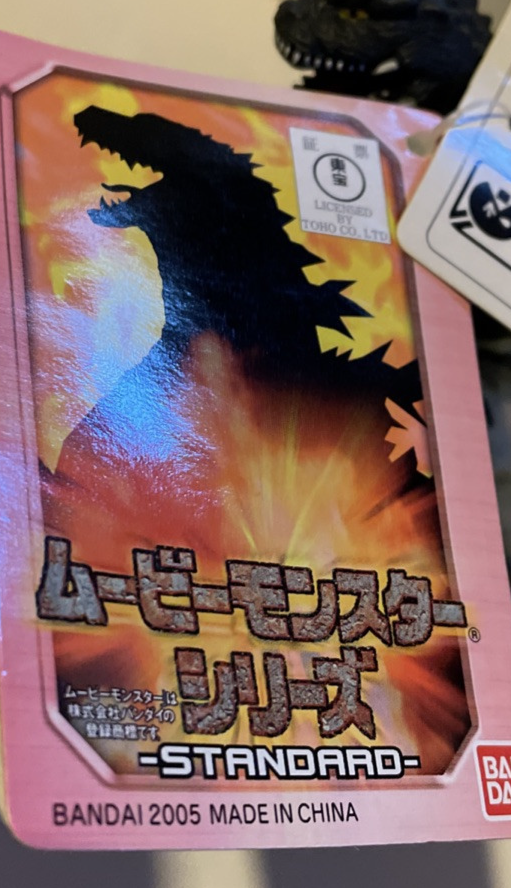 証 票
東宝
LICENSED
BY
TOHO CO., LTD
ムービーモンスター®
シリーズ
ムービーモンスターは
株式会社バンダイの
登録商標です
-STANDARD-
BANDAI 2005 MADE IN CHINA
BAN
DA